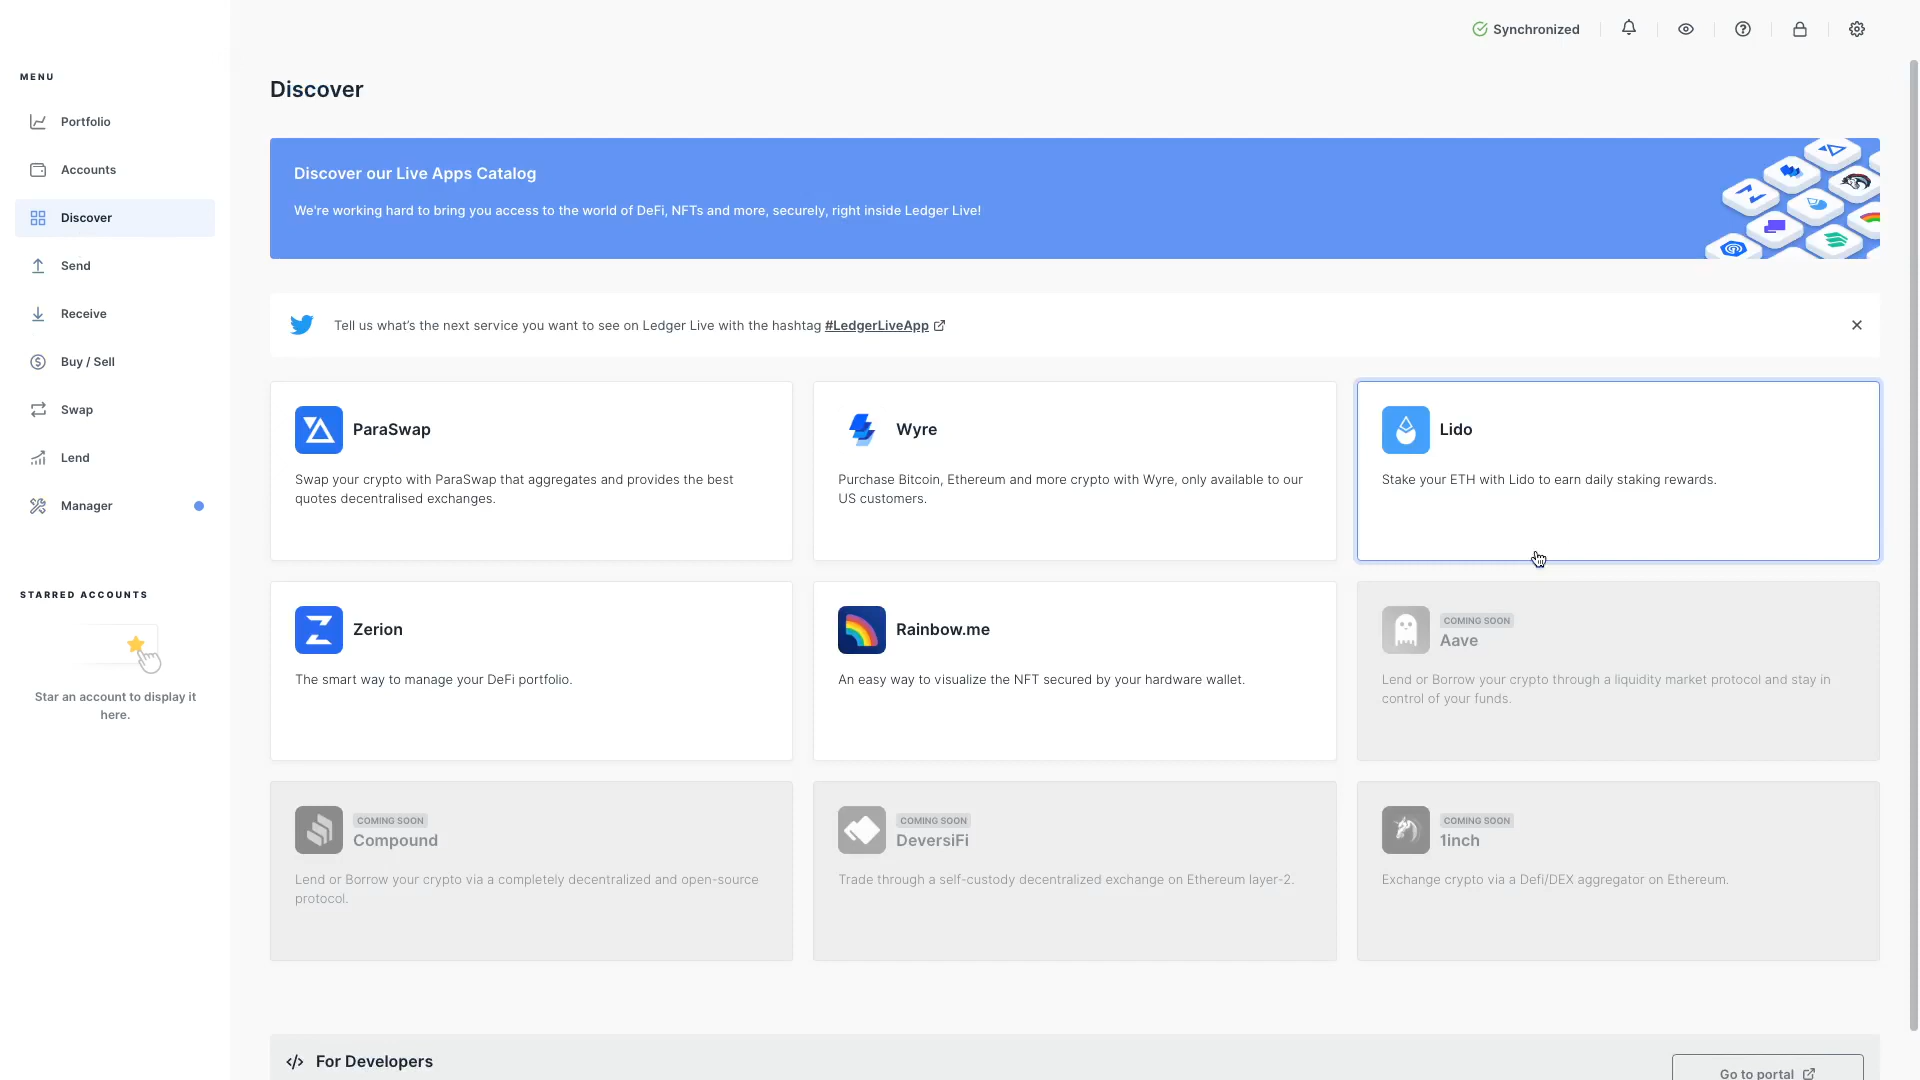 Synchronized
MENU
Portfolio
Accounts
Discover
Send
Receive
Buy / Sell
Swap
Lend
Manager
STARRED ACCOUNTS
Star an account to display it
here.
Discover
Discover our Live Apps Catalog
We're working hard to bring you access to the world of DeFi, NFTs and more, securely, right inside Ledger Live!
Tell us what's the next service you want to see on Ledger Live with the hashtag #LedgerLiveApp
ParaSwap
Swap your crypto with ParaSwap that aggregates and provides the best
quotes decentralised exchanges.
Wyre
Purchase Bitcoin, Ethereum and more crypto with Wyre, only available to our
US customers.
Lido
Stake your ETH with Lido to earn daily staking rewards.
Zerion
The smart way to manage your DeFi portfolio.
Rainbow.me
An easy way to visualize the NFT secured by your hardware wallet.
COMING SOON
Aave
Lend or Borrow your crypto through a liquidity market protocol and stay in
control of your funds.
COMING SOON
Compound
Lend or Borrow your crypto via a completely decentralized and open-source
protocol.
COMING SOON
DeversiFi
Trade through a self-custody decentralized exchange on Ethereum layer-2.
COMING SOON
1inch
Exchange crypto via a Defi/DEX aggregator on Ethereum.
For Developers
Go to portal